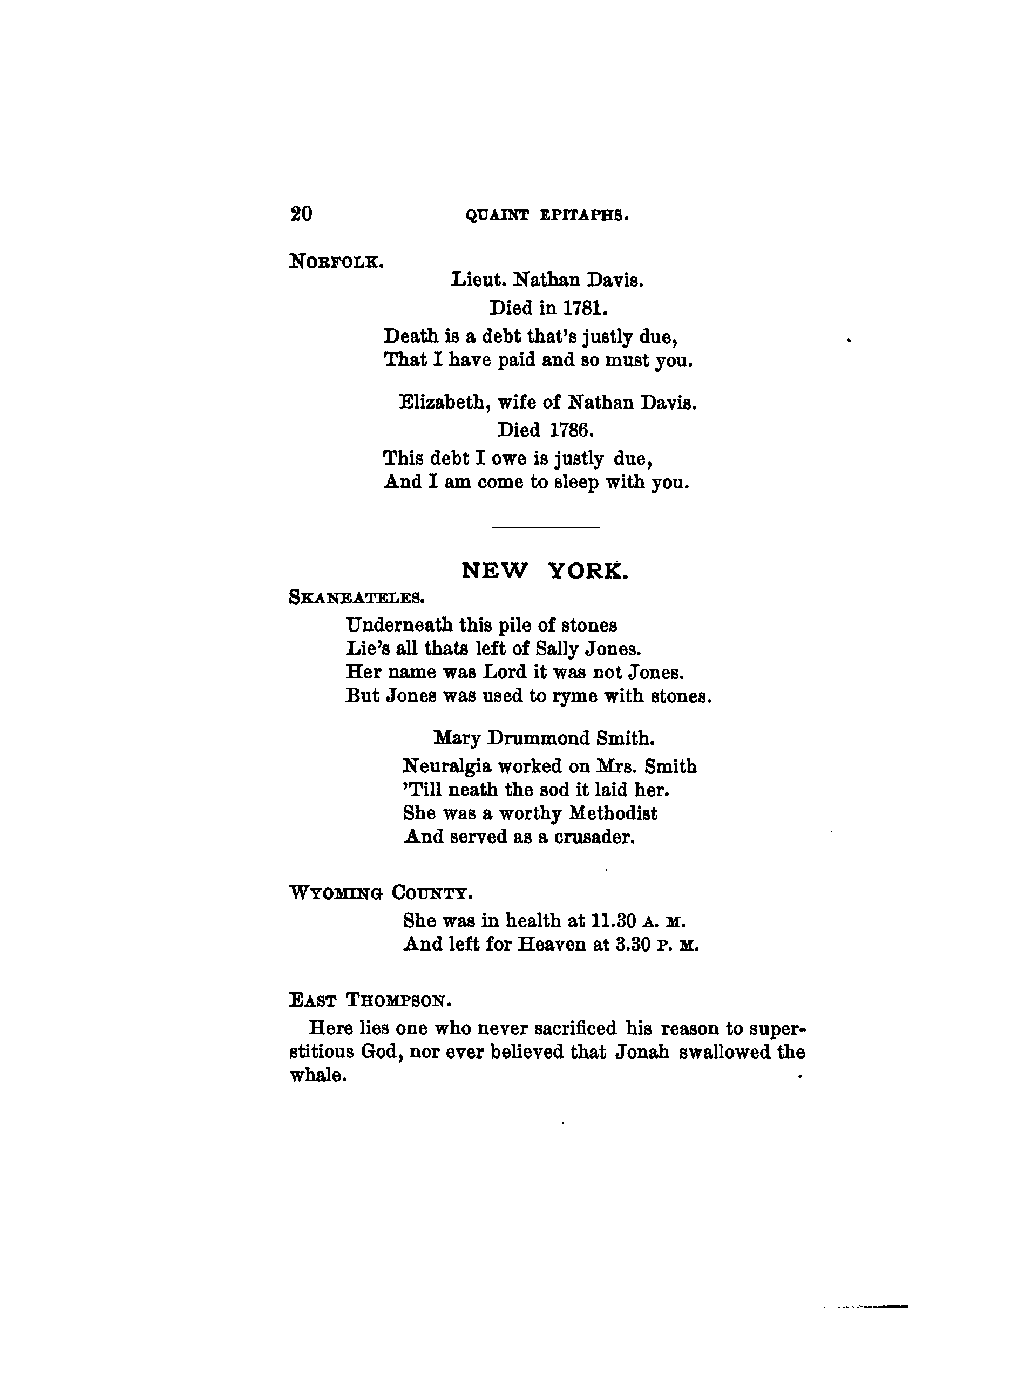 20 QUAINT EPITAPHS.
NORFOLK.
Lieut. Nathan Davis.
Died in 1781.
Death is a debt that's justly due,
That I have paid and so must you.
Elizabeth, wife of Nathan Davis.
Died 1786.
This debt I owe is justly due,
And I am come to sleep with you.
NEW YORK.
SKANEATELES.
Underneath this pile of stones
Lie's all thats left of Sally Jones.
Her name was Lord it was not Jones.
But Jones was used to ryme with stones.
Mary Drummond Smith.
Neuralgia worked on Mrs. Smith
'Till neath the sod it laid her.
She was a worthy Methodist
And served as a crusader.
WYOMING COUNTY.
She was in health at 11.30 A. M.
And left for Heaven at 3.30 P. M.
EAST THOMPSON.
Here lies one who never sacrificed his reason to super-
stitious God, nor ever believed that Jonah swallowed the
whale.